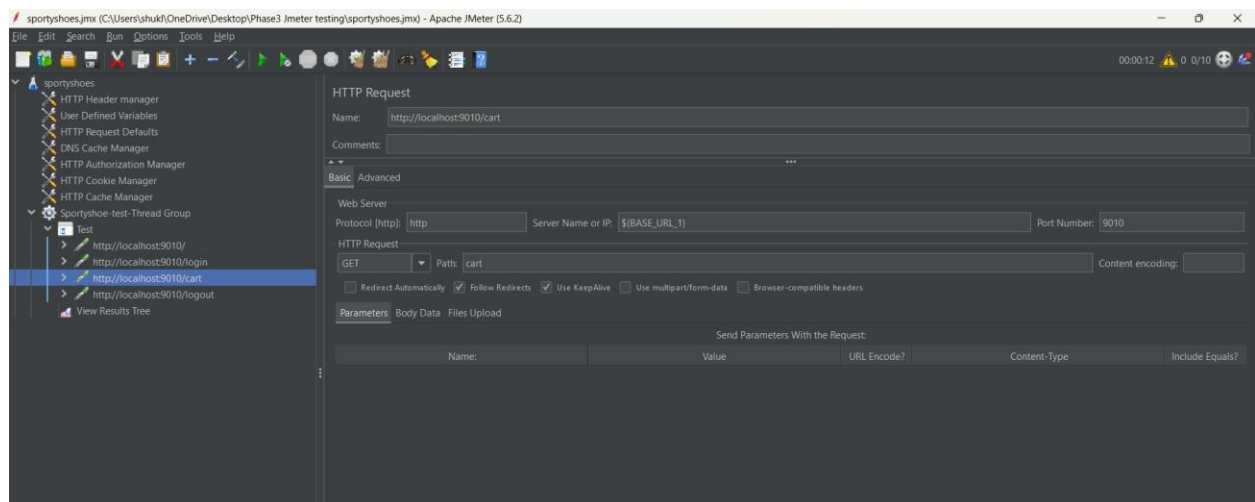 sportyshoes.jmx (C:\Users\shukl\OneDrive\Desktop\Phase3 Jmeter testing\sportyshoes.jmx) - Apache JMeter (5.6.2)
File Edit Search Run Options Tools Help
00:00:12 0 0/10
sportyshoes
HTTP Header manager
User Defined Variables
HTTP Request Defaults
DNS Cache Manager
HTTP Authorization Manager
HTTP Cookie Manager
HTTP Cache Manager
Sportyshoe-test-Thread Group
Test
http://localhost:9010/
http://localhost:9010/login
http://localhost:9010/cart
http://localhost:9010/logout
View Results Tree
HTTP Request
Name: http://localhost:9010/cart
Comments:
Basic Advanced
Web Server
Protocol [http]: http Server Name or IP: ${BASE_URL_1} Port Number: 9010
HTTP Request
GET Path: cart Content encoding:
Redirect Automatically Follow Redirects Use KeepAlive Use multipart/form-data Browser-compatible headers
Parameters Body Data Files Upload
Send Parameters With the Request:
Name: Value URL Encode? Content-Type Include Equals?